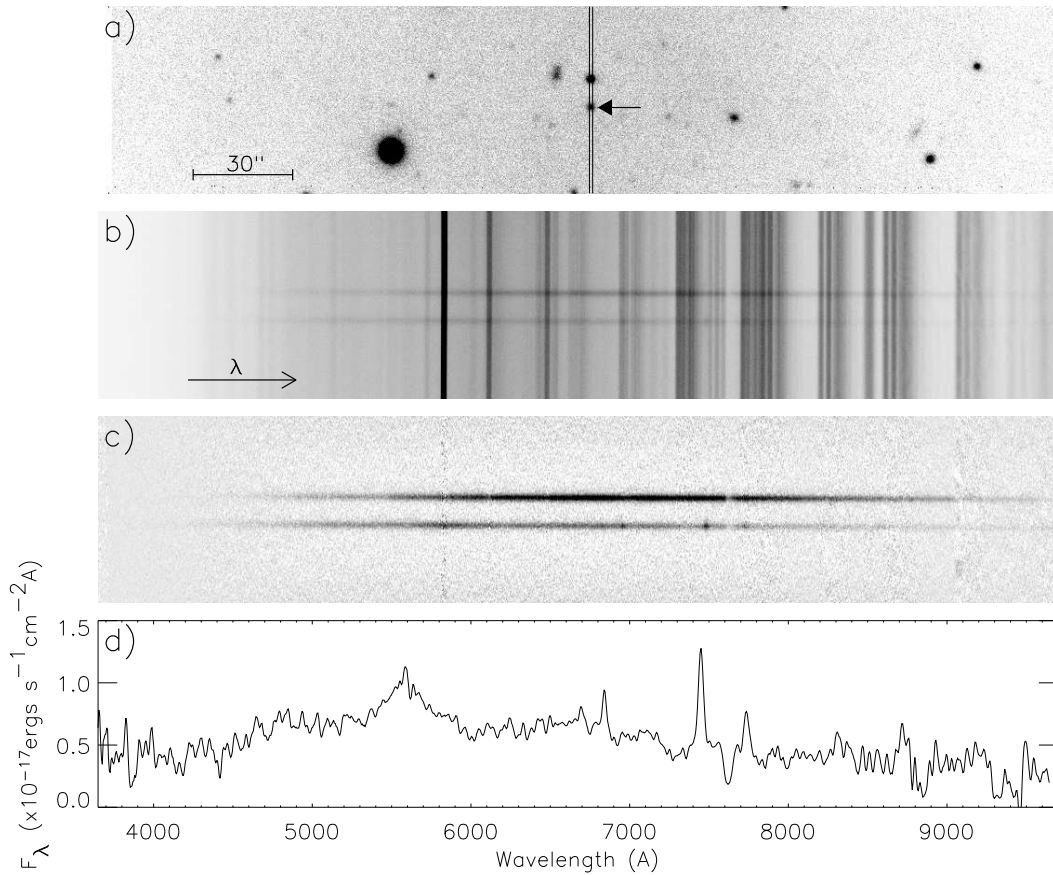 a)
30"
b)
λ
c)
d)
1.5
1.0
0.5
0.0
F_λ (x10^−17 ergs s^−1 cm^−2 A)
4000 5000 6000 7000 8000 9000
Wavelength (A)